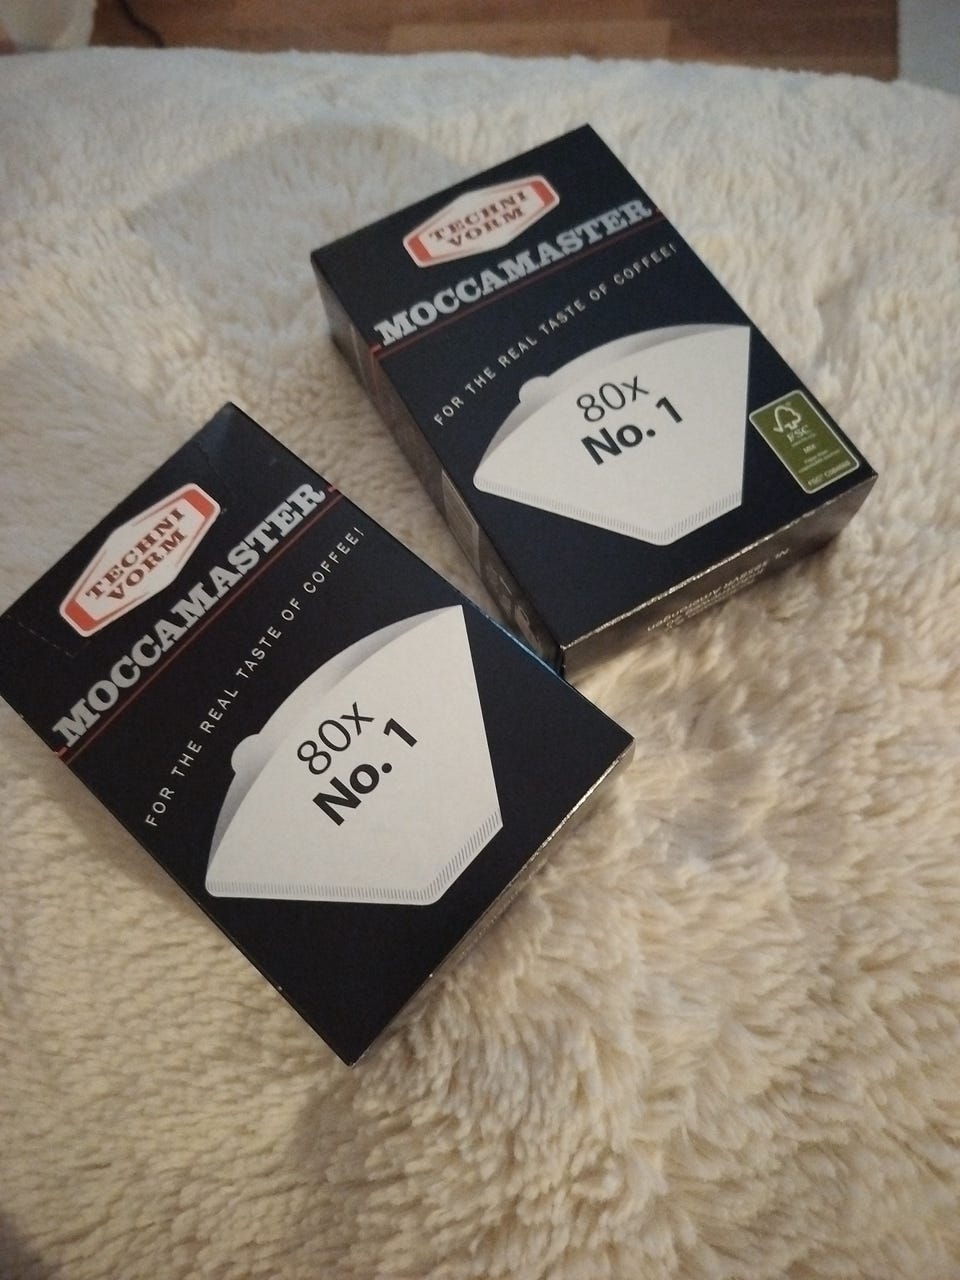 TECHNI
VORM
MOCCAMASTER
FOR THE REAL TASTE OF COFFEE!
80x
No. 1
FSC
TECHNI
VORM
MOCCAMASTER
FOR THE REAL TASTE OF COFFEE!
80x
No. 1